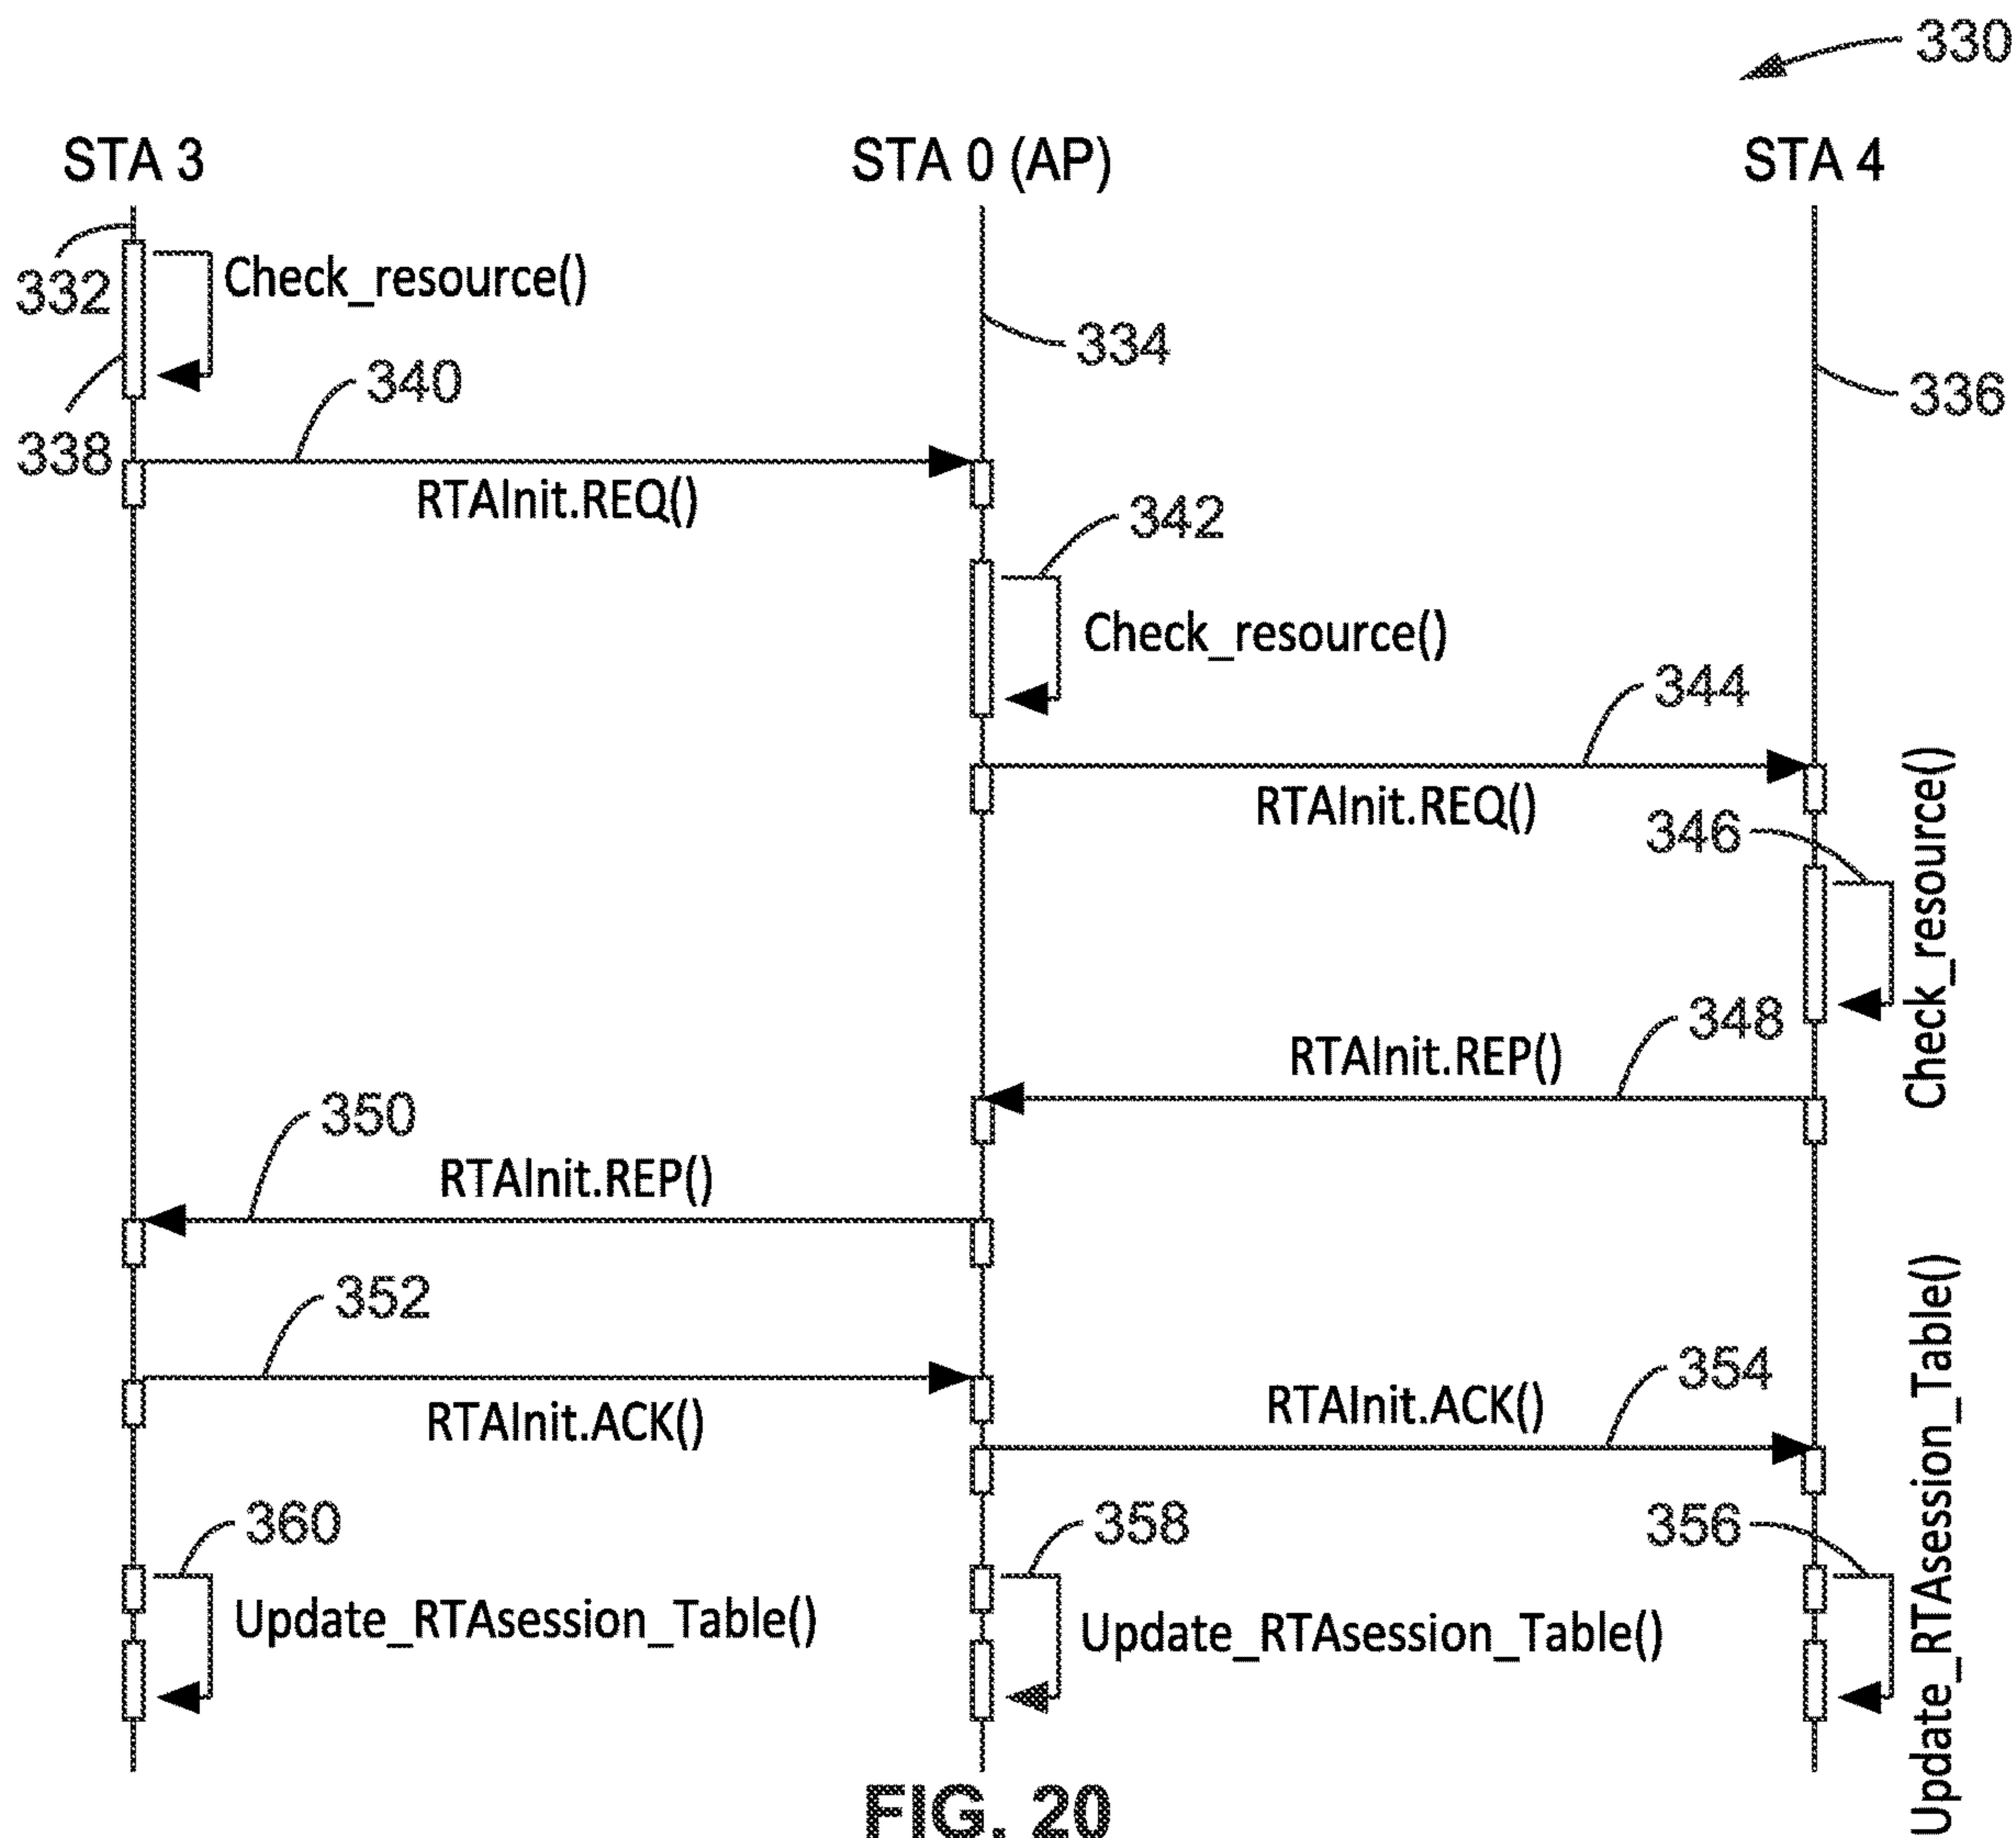 330
STA 3
STA 0 (AP)
STA 4
332
Check_resource()
334
336
338
340
RTAInit.REQ()
342
Check_resource()
344
RTAInit.REQ()
346
Check_resource()
348
RTAInit.REP()
350
RTAInit.REP()
352
RTAInit.ACK()
354
RTAInit.ACK()
360
Update_RTAsession_Table()
358
Update_RTAsession_Table()
356
Update_RTAsession_Table()
FIG. 20